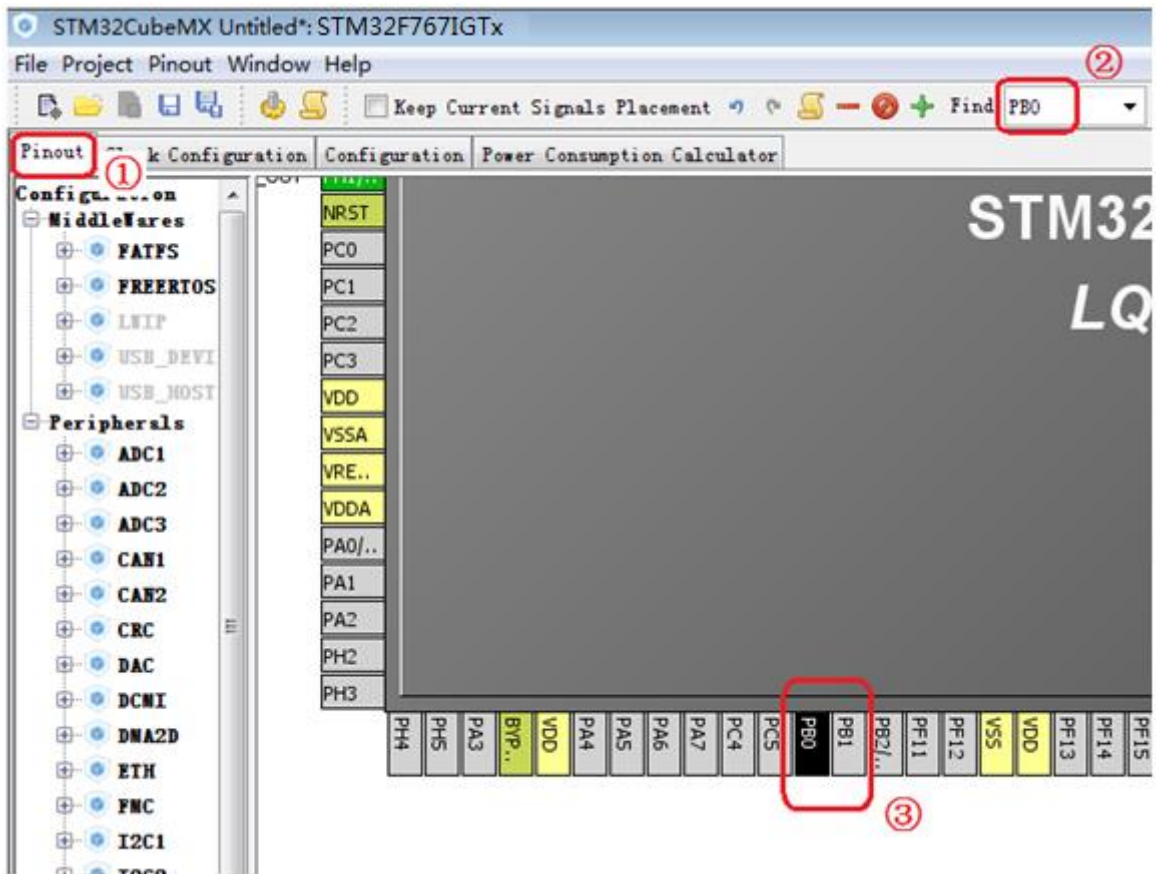 STM32CubeMX Untitled*: STM32F767IGTx
File Project Pinout Window Help
②
Keep Current Signals Placement Find PB0
Pinout k Configuration Configuration Power Consumption Calculator
①
Configuration
MiddleWares
FATFS
FREERTOS
LWIP
USB_DEVI
USB_HOST
Peripherals
ADC1
ADC2
ADC3
CAN1
CAN2
CRC
DAC
DCMI
DMA2D
ETH
FMC
I2C1
NRST
PC0
PC1
PC2
PC3
VDD
VSSA
VRE..
VDDA
PA0/..
PA1
PA2
PH2
PH3
STM32
LQ
PH4
PH5
PA3
BYP..
VDD
PA4
PA5
PA6
PA7
PC4
PC5
PB0
PB1
PB2/..
PF11
PF12
VSS
VDD
PF13
PF14
PF15
③